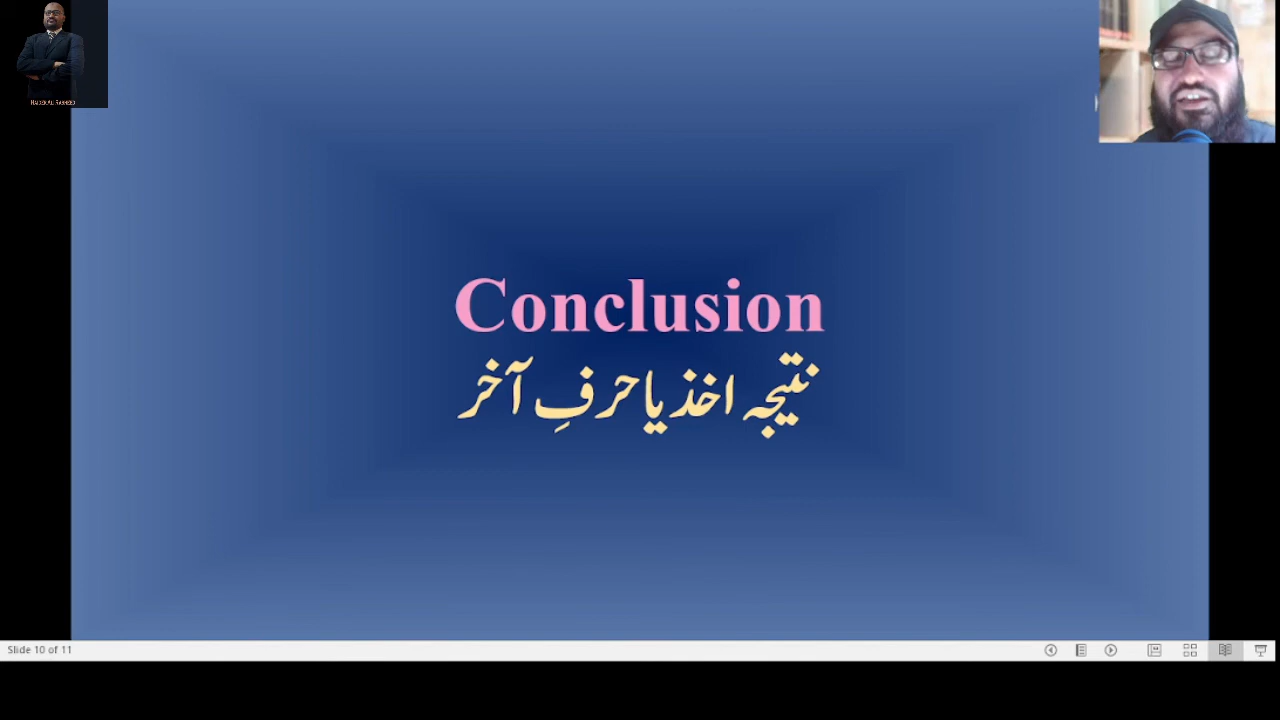 Conclusion
نتیجہ اخذ یا حرفِ آخر
Slide 10 of 11